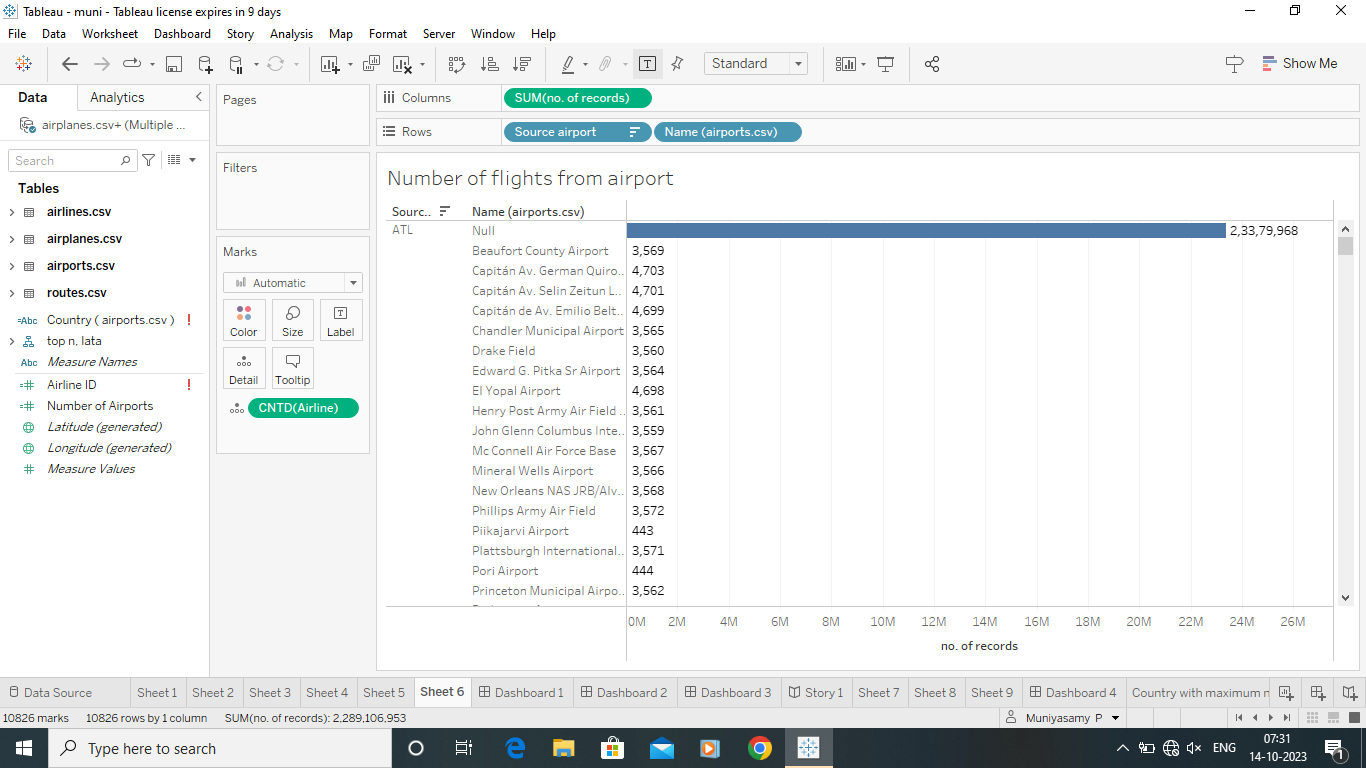 Tableau - muni - Tableau license expires in 9 days
File Data Worksheet Dashboard Story Analysis Map Format Server Window Help
Standard
Show Me
Data Analytics
airplanes.csv+ (Multiple ...
Search
Tables
airlines.csv
airplanes.csv
airports.csv
routes.csv
=Abc Country ( airports.csv ) !
top n, Iata
Abc Measure Names
=# Airline ID !
=# Number of Airports
Latitude (generated)
Longitude (generated)
# Measure Values
Pages
Filters
Marks
Automatic
Color Size Label
Detail Tooltip
CNTD(Airline)
Columns SUM(no. of records)
Rows Source airport Name (airports.csv)
Number of flights from airport
Sourc.. Name (airports.csv)
ATL Null 2,33,79,968
Beaufort County Airport 3,569
Capitán Av. German Quiro.. 4,703
Capitán Av. Selin Zeitun L.. 4,701
Capitán de Av. Emilio Belt.. 4,699
Chandler Municipal Airport 3,565
Drake Field 3,560
Edward G. Pitka Sr Airport 3,564
El Yopal Airport 4,698
Henry Post Army Air Field .. 3,561
John Glenn Columbus Inte.. 3,559
Mc Connell Air Force Base 3,567
Mineral Wells Airport 3,566
New Orleans NAS JRB/Alv.. 3,568
Phillips Army Air Field 3,572
Piikajarvi Airport 443
Plattsburgh International.. 3,571
Pori Airport 444
Princeton Municipal Airpo.. 3,562
0M 2M 4M 6M 8M 10M 12M 14M 16M 18M 20M 22M 24M 26M
no. of records
Data Source Sheet 1 Sheet 2 Sheet 3 Sheet 4 Sheet 5 Sheet 6 Dashboard 1 Dashboard 2 Dashboard 3 Story 1 Sheet 7 Sheet 8 Sheet 9 Dashboard 4 Country with maximum n
10826 marks 10826 rows by 1 column SUM(no. of records): 2,289,106,953
Muniyasamy P
Type here to search
ENG
07:31
14-10-2023
1